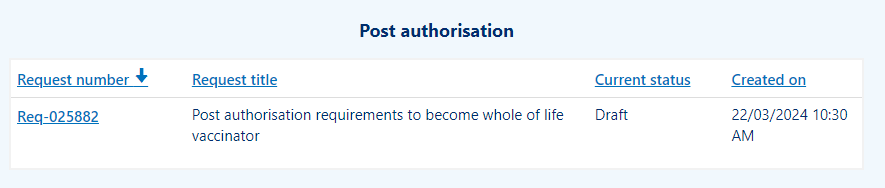 Post authorisation
Request number Request title Current status Created on
Req-025882 Post authorisation requirements to become whole of life Draft 22/03/2024 10:30
vaccinator AM